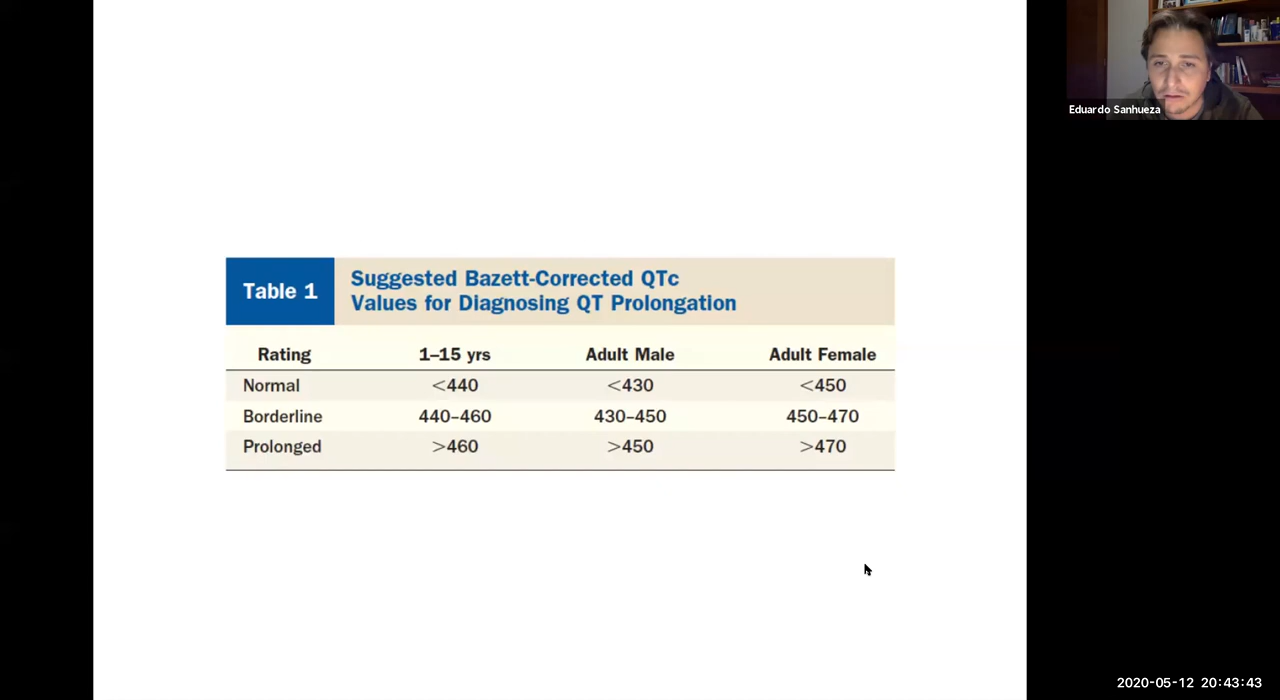 Eduardo Sanhueza
Table 1
Suggested Bazett-Corrected QTc
Values for Diagnosing QT Prolongation
Rating 1–15 yrs Adult Male Adult Female
Normal <440 <430 <450
Borderline 440–460 430–450 450–470
Prolonged >460 >450 >470
2020-05-12 20:43:43